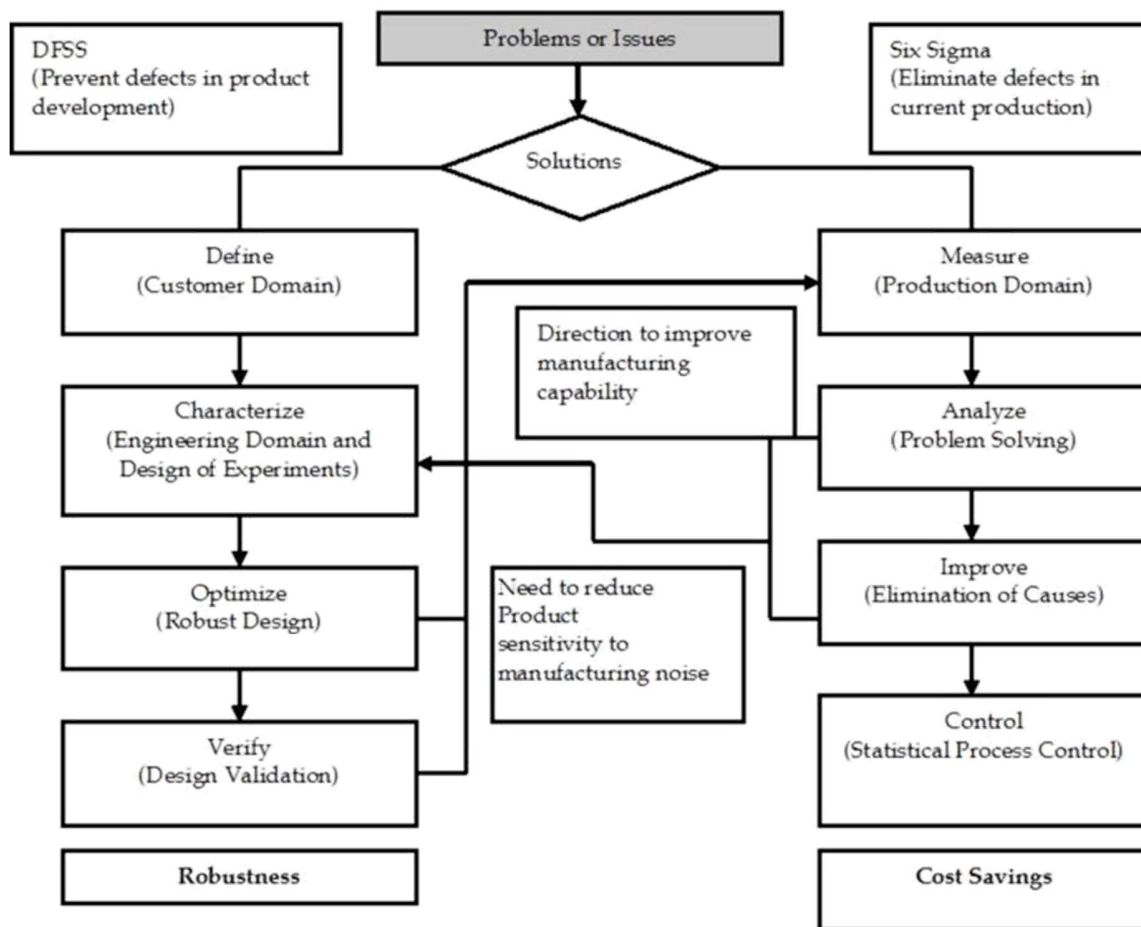 Problems or Issues
DFSS
(Prevent defects in product
development)
Six Sigma
(Eliminate defects in
current production)
Solutions
Define
(Customer Domain)
Measure
(Production Domain)
Direction to improve
manufacturing
capability
Characterize
(Engineering Domain and
Design of Experiments)
Analyze
(Problem Solving)
Optimize
(Robust Design)
Need to reduce
Product
sensitivity to
manufacturing noise
Improve
(Elimination of Causes)
Verify
(Design Validation)
Control
(Statistical Process Control)
Robustness
Cost Savings